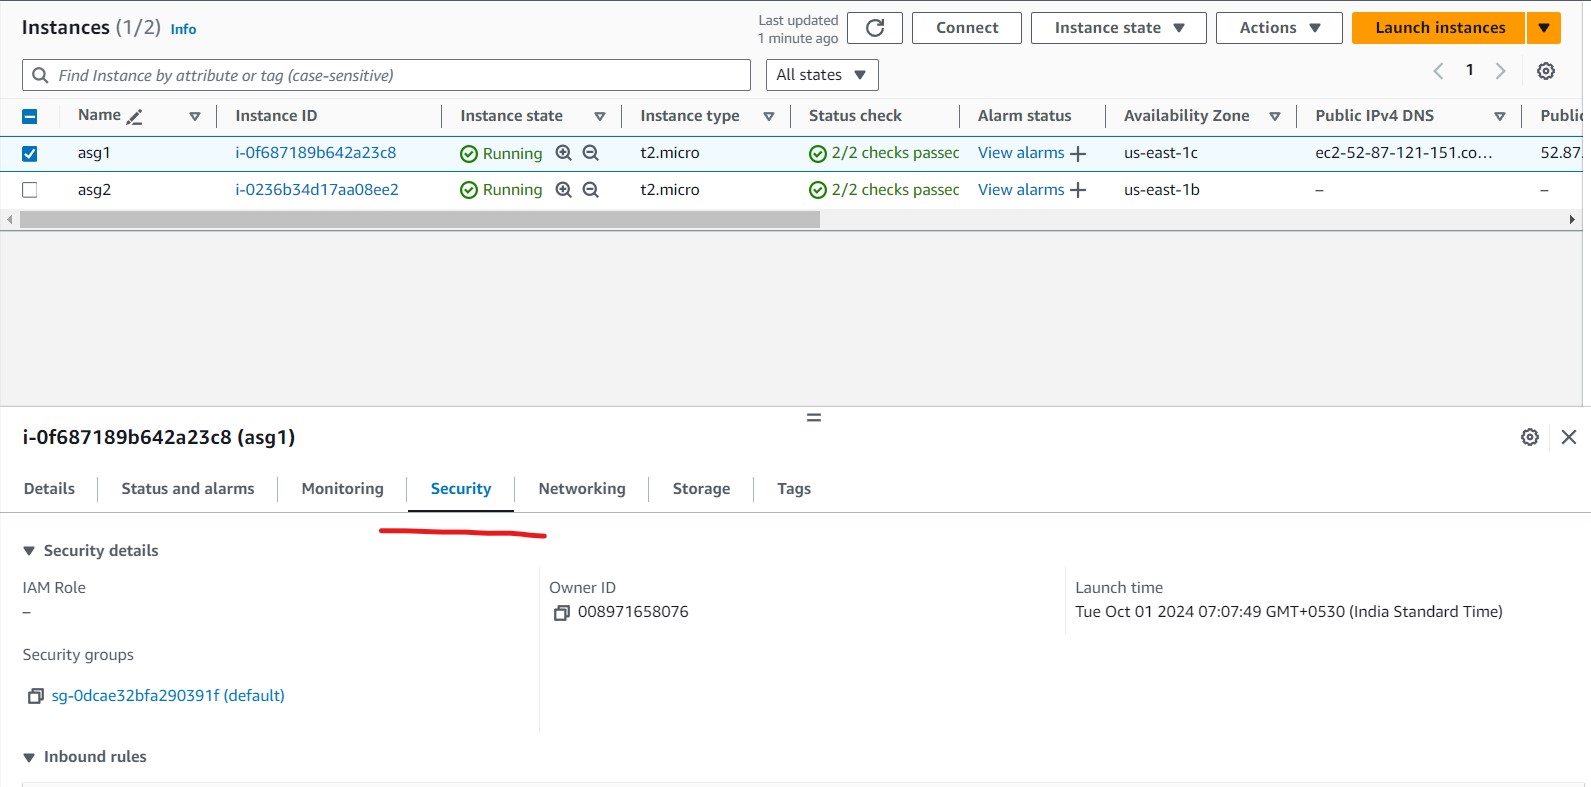 Instances (1/2) Info
Last updated
1 minute ago
Connect
Instance state
Actions
Launch instances
Find Instance by attribute or tag (case-sensitive)
All states
1
Name Instance ID Instance state Instance type Status check Alarm status Availability Zone Public IPv4 DNS Public
asg1 i-0f687189b642a23c8 Running t2.micro 2/2 checks passed View alarms + us-east-1c ec2-52-87-121-151.co... 52.87.
asg2 i-0236b34d17aa08ee2 Running t2.micro 2/2 checks passed View alarms + us-east-1b – –
i-0f687189b642a23c8 (asg1)
Details Status and alarms Monitoring Security Networking Storage Tags
Security details
IAM Role
–
Owner ID
008971658076
Launch time
Tue Oct 01 2024 07:07:49 GMT+0530 (India Standard Time)
Security groups
sg-0dcae32bfa290391f (default)
Inbound rules